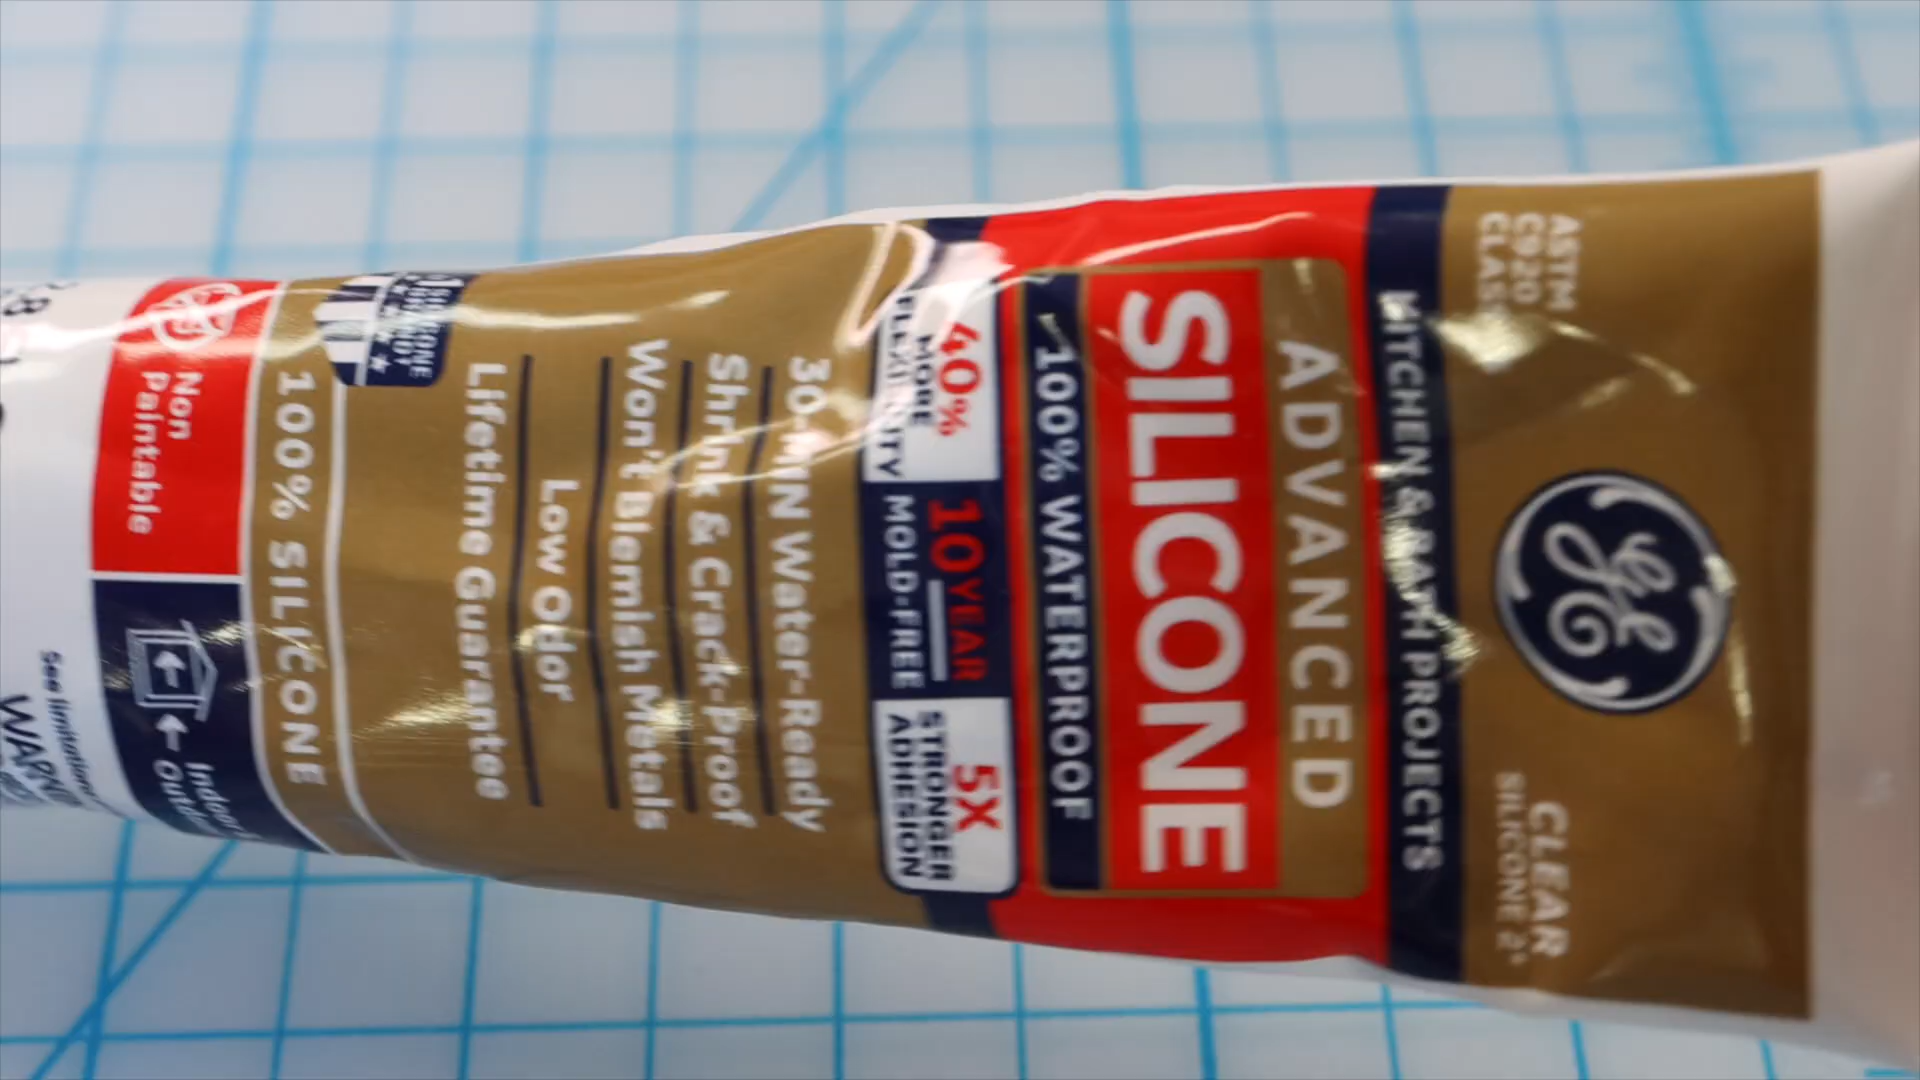 ASTM
C920
GE
CLEAR
SILICONE 2
KITCHEN & BATH PROJECTS
ADVANCED
SILICONE
100% WATERPROOF
40%
MORE
FLEXIBILITY
10 YEAR
MOLD-FREE
5X
STRONGER
ADHESION
30-MIN Water-Ready
Shrink & Crack-Proof
Won't Blemish Metals
Low Odor
Lifetime Guarantee
100% SILICONE
Non
Paintable
See limitations